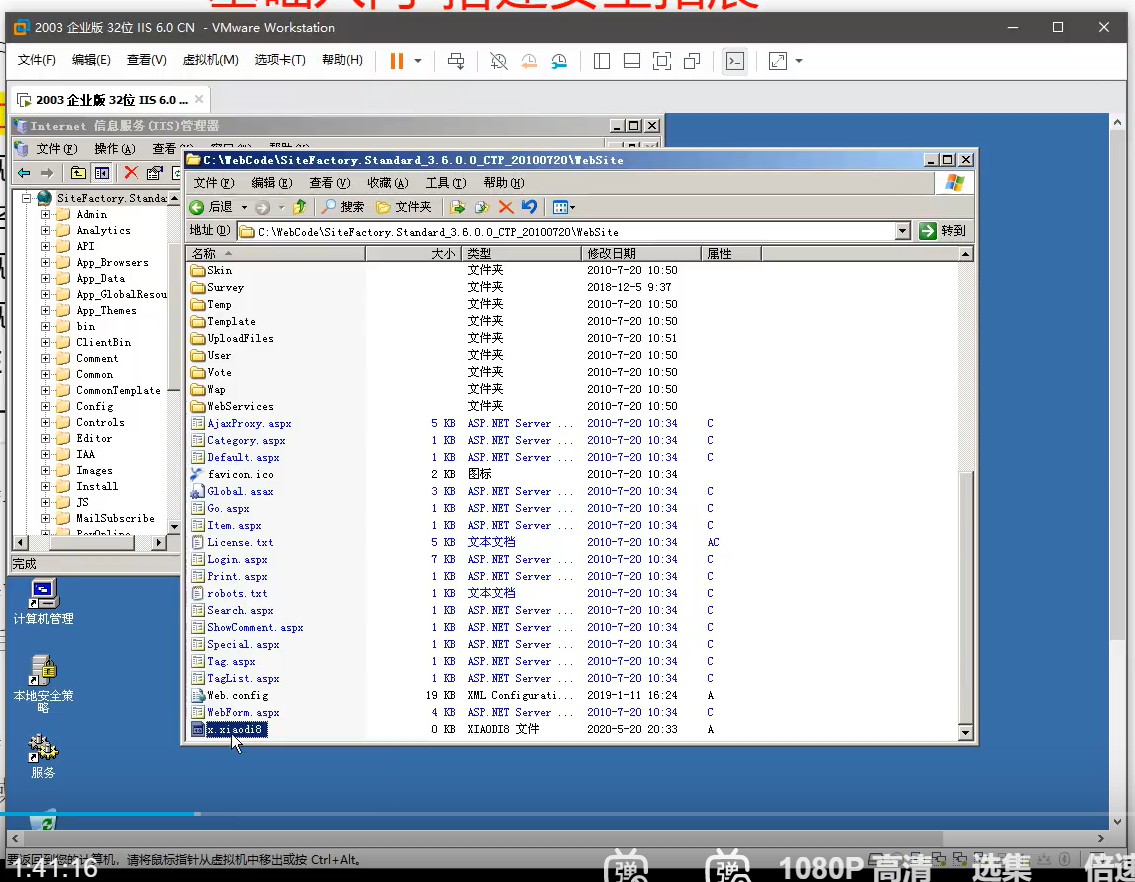 2003 企业版 32位 IIS 6.0 CN - VMware Workstation
文件(F) 编辑(E) 查看(V) 虚拟机(M) 选项卡(T) 帮助(H)
2003 企业版 32位 IIS 6.0 ...
Internet 信息服务(IIS)管理器
文件(F) 操作(A) 查看
SiteFactory.Standa
Admin
Analytics
API
App_Browsers
App_Data
App_GlobalResou
App_Themes
bin
ClientBin
Comment
Common
CommonTemplate
Config
Controls
Editor
IAA
Images
Install
JS
MailSubscribe
PayOnline
完成
C:\WebCode\SiteFactory.Standard_3.6.0.0_CTP_20100720\WebSite
文件(F) 编辑(E) 查看(V) 收藏(A) 工具(T) 帮助(H)
后退 搜索 文件夹
地址(D) C:\WebCode\SiteFactory.Standard_3.6.0.0_CTP_20100720\WebSite 转到
名称 大小 类型 修改日期 属性
Skin 文件夹 2010-7-20 10:50
Survey 文件夹 2018-12-5 9:37
Temp 文件夹 2010-7-20 10:50
Template 文件夹 2010-7-20 10:50
UploadFiles 文件夹 2010-7-20 10:51
User 文件夹 2010-7-20 10:50
Vote 文件夹 2010-7-20 10:50
Wap 文件夹 2010-7-20 10:50
WebServices 文件夹 2010-7-20 10:50
AjaxProxy.aspx 5 KB ASP.NET Server ... 2010-7-20 10:34 C
Category.aspx 1 KB ASP.NET Server ... 2010-7-20 10:34 C
Default.aspx 1 KB ASP.NET Server ... 2010-7-20 10:34 C
favicon.ico 2 KB 图标 2010-7-20 10:34
Global.asax 3 KB ASP.NET Server ... 2010-7-20 10:34 C
Go.aspx 1 KB ASP.NET Server ... 2010-7-20 10:34 C
Item.aspx 1 KB ASP.NET Server ... 2010-7-20 10:34 C
License.txt 5 KB 文本文档 2010-7-20 10:34 AC
Login.aspx 7 KB ASP.NET Server ... 2010-7-20 10:34 C
Print.aspx 1 KB ASP.NET Server ... 2010-7-20 10:34 C
robots.txt 1 KB 文本文档 2010-7-20 10:34 C
Search.aspx 1 KB ASP.NET Server ... 2010-7-20 10:34 C
ShowComment.aspx 1 KB ASP.NET Server ... 2010-7-20 10:34 C
Special.aspx 1 KB ASP.NET Server ... 2010-7-20 10:34 C
Tag.aspx 1 KB ASP.NET Server ... 2010-7-20 10:34 C
TagList.aspx 1 KB ASP.NET Server ... 2010-7-20 10:34 C
Web.config 19 KB XML Configurati... 2019-1-11 16:24 A
WebForm.aspx 4 KB ASP.NET Server ... 2010-7-20 10:34 C
x.xiaodi8 0 KB XIAODI8 文件 2020-5-20 20:33 A
计算机管理
本地安全策略
服务
要返回到您的计算机，请将鼠标指针从虚拟机中移出或按 Ctrl+Alt。
1:41:16
弹 弹 1080P 高清 选集 倍速